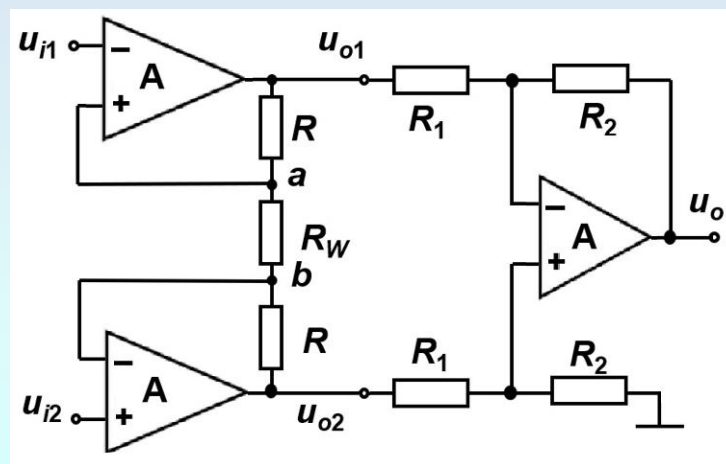 u_i1 − A + u_o1 R_1 R_2
R
a
R_W
b
R
− A + u_o
u_i2 − A + u_o2 R_1 R_2